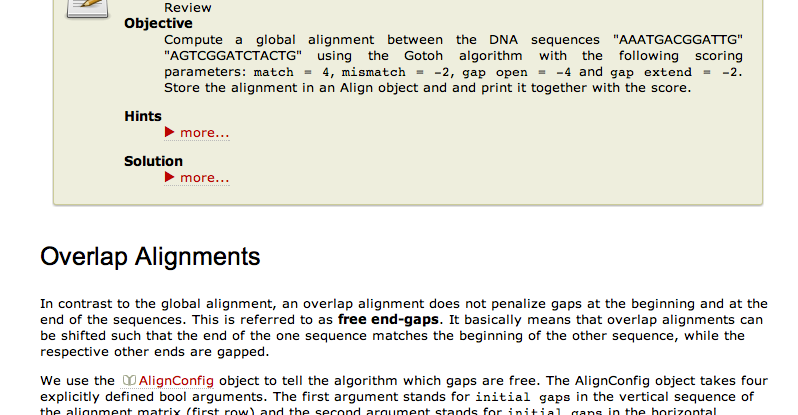 Review
Objective
Compute a global alignment between the DNA sequences "AAATGACGGATTG"
"AGTCGGATCTACTG" using the Gotoh algorithm with the following scoring
parameters: match = 4, mismatch = -2, gap open = -4 and gap extend = -2.
Store the alignment in an Align object and and print it together with the score.
Hints
more...
Solution
more...
Overlap Alignments
In contrast to the global alignment, an overlap alignment does not penalize gaps at the beginning and at the
end of the sequences. This is referred to as free end-gaps. It basically means that overlap alignments can
be shifted such that the end of the one sequence matches the beginning of the other sequence, while the
respective other ends are gapped.
We use the AlignConfig object to tell the algorithm which gaps are free. The AlignConfig object takes four
explicitly defined bool arguments. The first argument stands for initial gaps in the vertical sequence of
the alignment matrix (first row) and the second argument stands for initial gaps in the horizontal